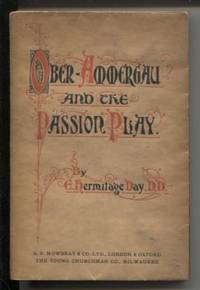 OBER-AMMERGAU
AND THE
PASSION PLAY.
By
E. Hermitage Day, D.D.
A. R. MOWBRAY & CO. LTD., LONDON & OXFORD
THE YOUNG CHURCHMAN CO., MILWAUKEE